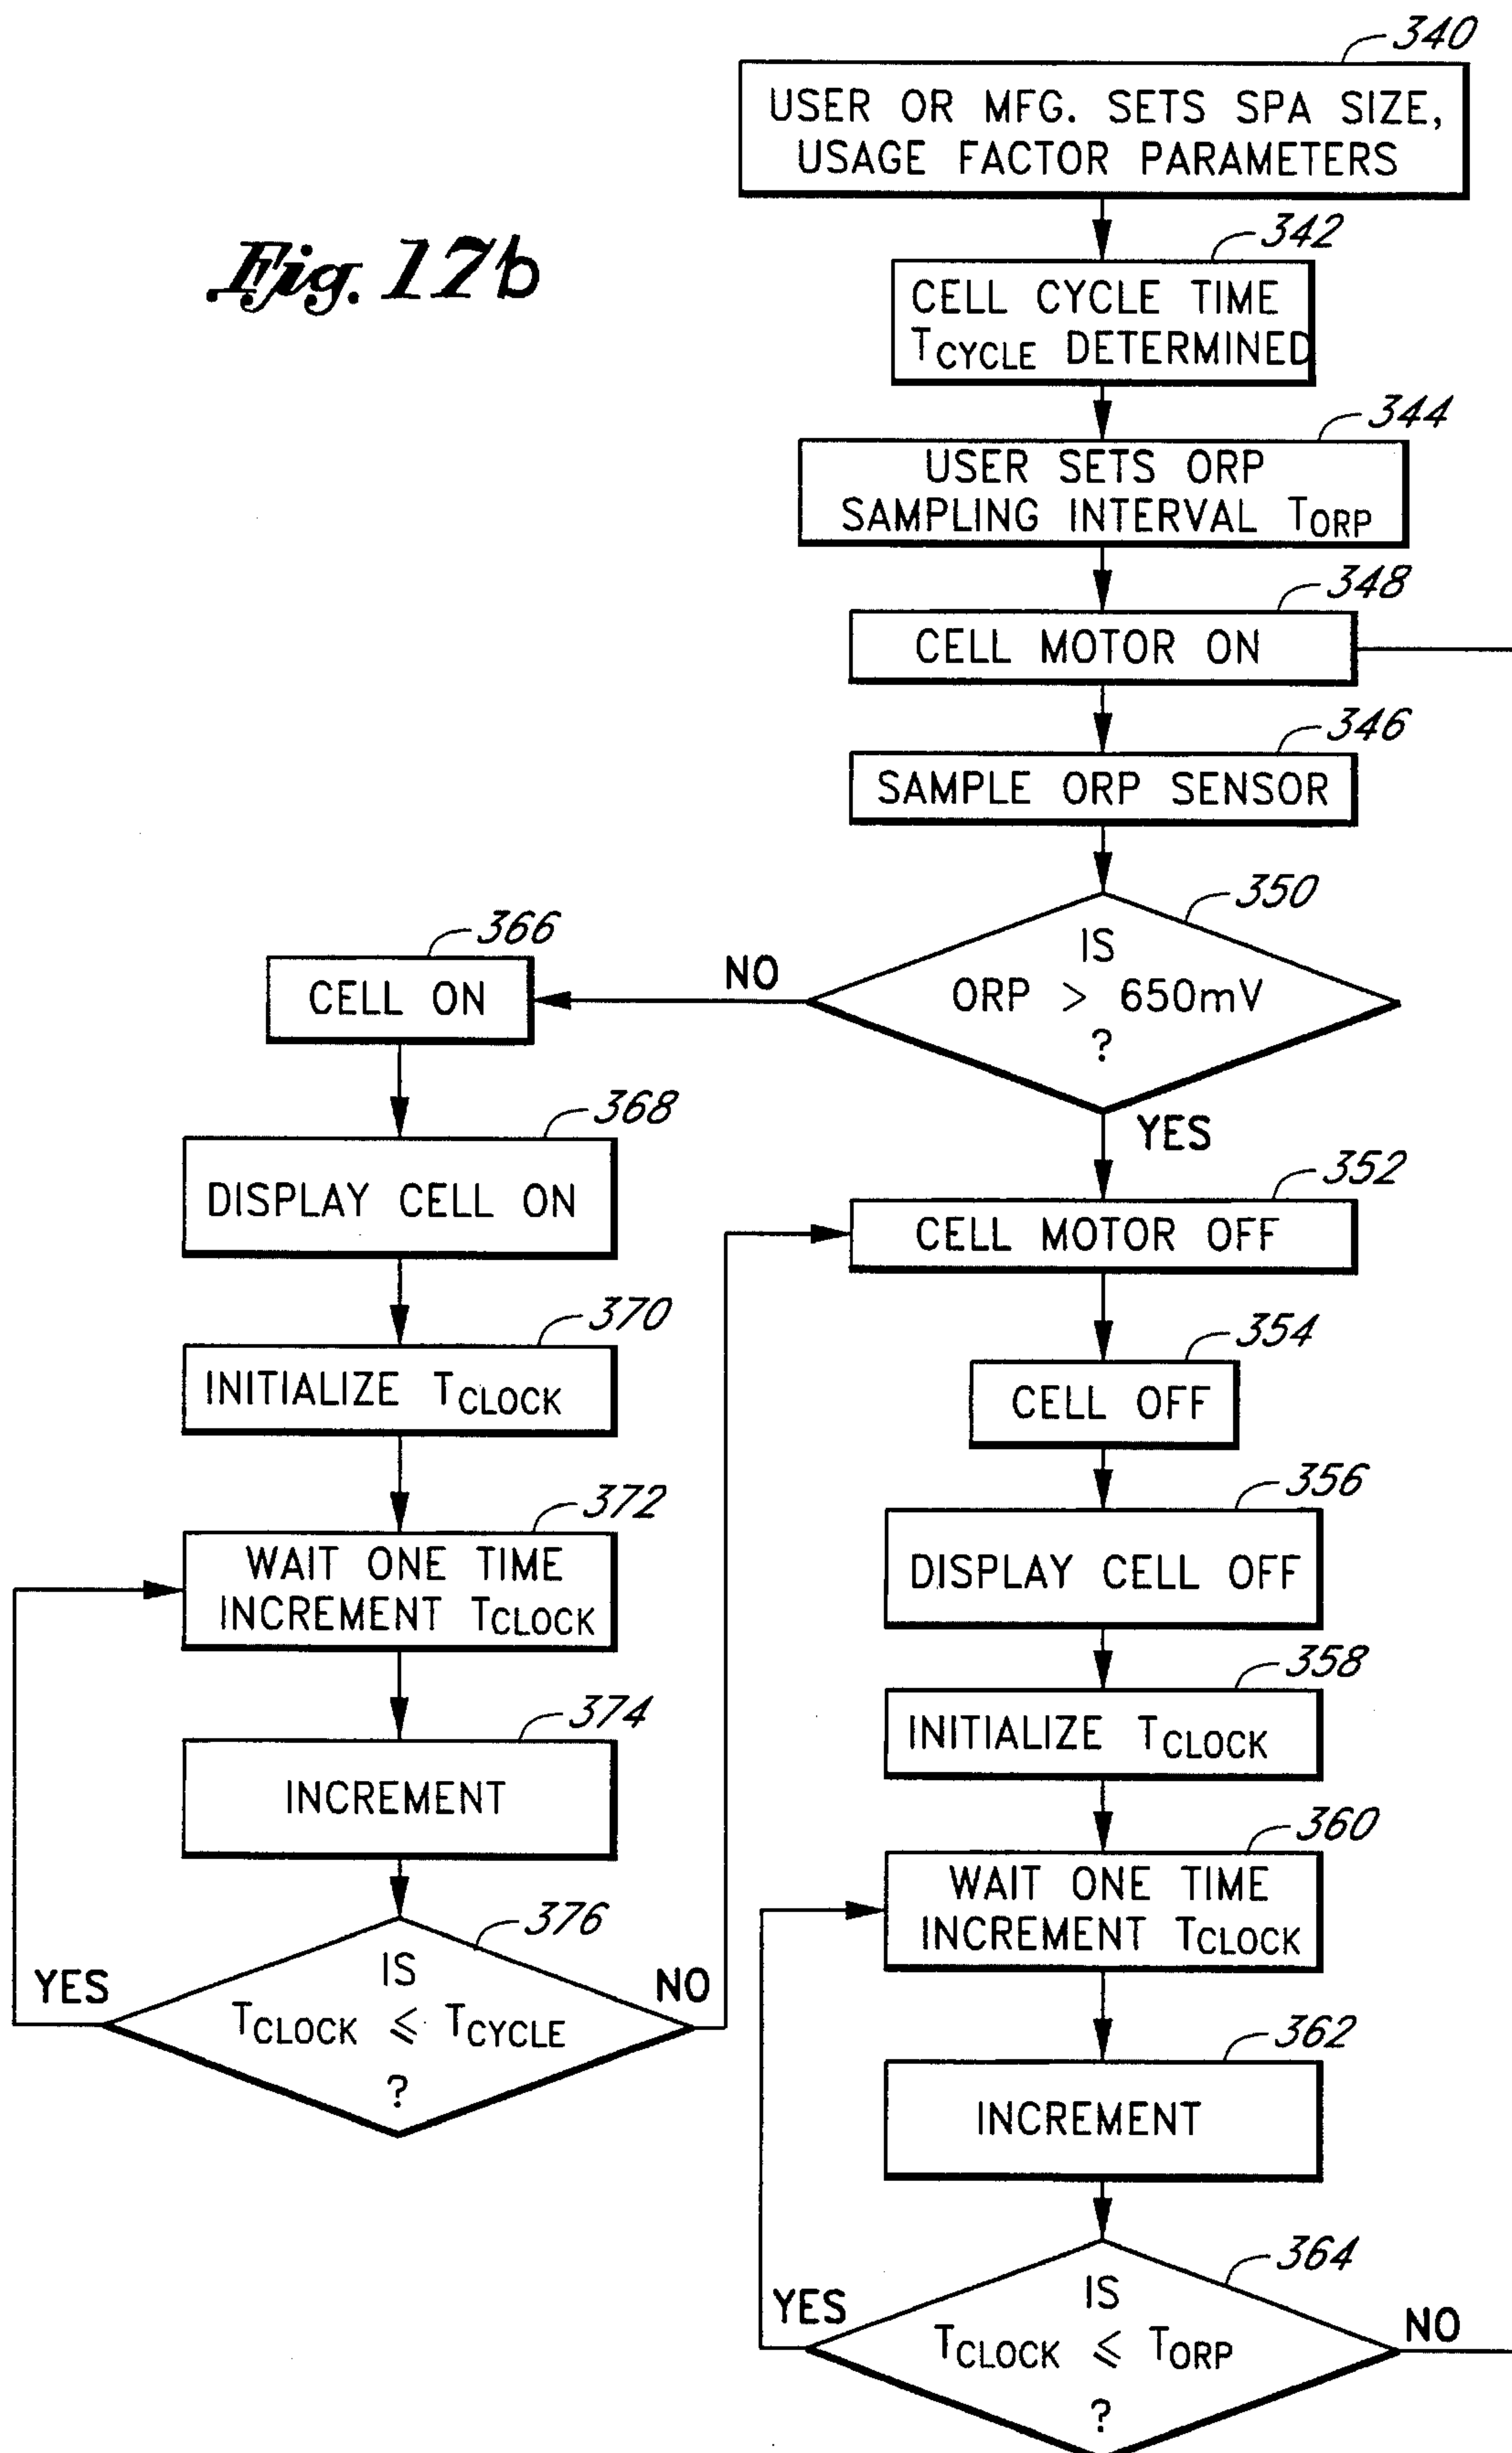 Fig. 17b
340
USER OR MFG. SETS SPA SIZE,
USAGE FACTOR PARAMETERS
342
CELL CYCLE TIME
TCYCLE DETERMINED
344
USER SETS ORP
SAMPLING INTERVAL TORP
348
CELL MOTOR ON
346
SAMPLE ORP SENSOR
350
IS
ORP > 650mV
?
NO
YES
366
CELL ON
368
DISPLAY CELL ON
370
INITIALIZE TCLOCK
372
WAIT ONE TIME
INCREMENT TCLOCK
374
INCREMENT
376
IS
TCLOCK ≤ TCYCLE
?
YES
NO
352
CELL MOTOR OFF
354
CELL OFF
356
DISPLAY CELL OFF
358
INITIALIZE TCLOCK
360
WAIT ONE TIME
INCREMENT TCLOCK
362
INCREMENT
364
IS
TCLOCK ≤ TORP
?
YES
NO